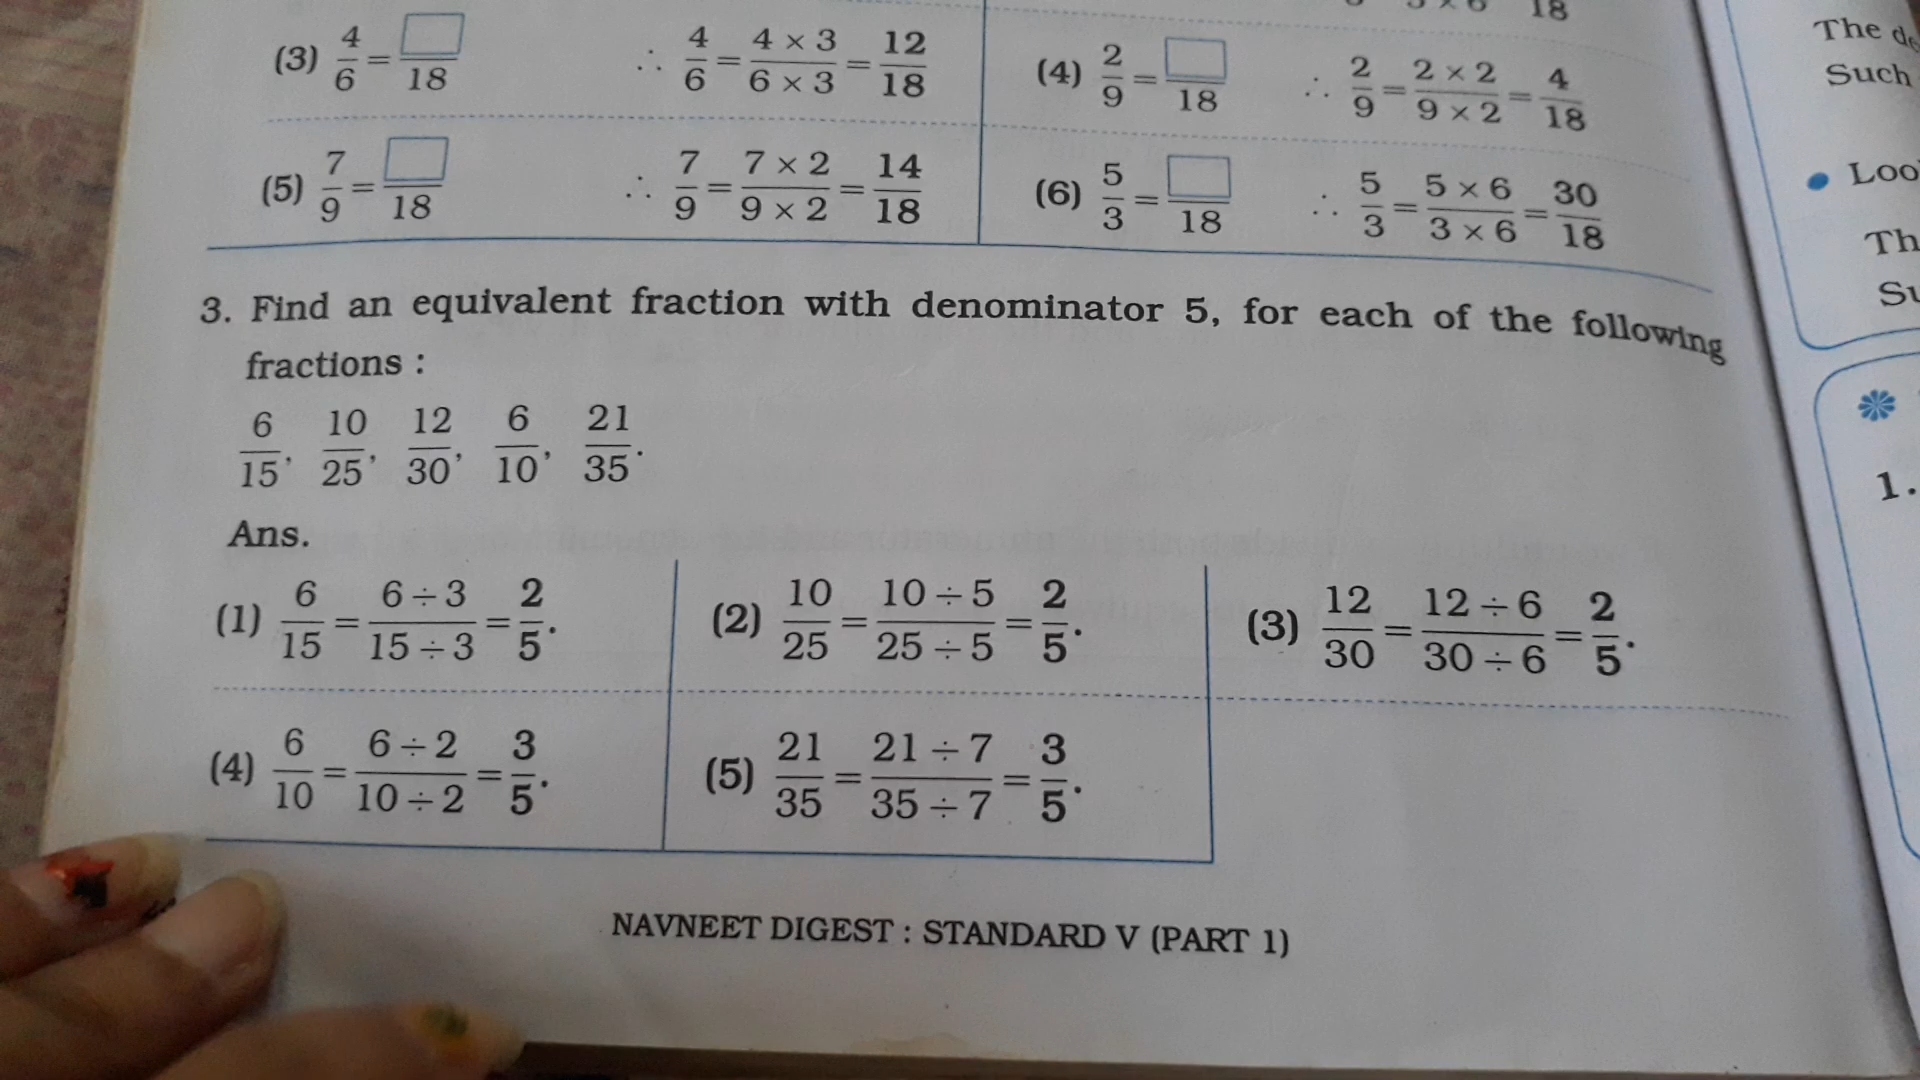 18
(3) 4/6 = □/18 ∴ 4/6 = 4 × 3/6 × 3 = 12/18 (4) 2/9 = □/18 ∴ 2/9 = 2 × 2/9 × 2 = 4/18
(5) 7/9 = □/18 ∴ 7/9 = 7 × 2/9 × 2 = 14/18 (6) 5/3 = □/18 ∴ 5/3 = 5 × 6/3 × 6 = 30/18
3. Find an equivalent fraction with denominator 5, for each of the following
fractions :
6/15, 10/25, 12/30, 6/10, 21/35.
Ans.
(1) 6/15 = 6 ÷ 3/15 ÷ 3 = 2/5. (2) 10/25 = 10 ÷ 5/25 ÷ 5 = 2/5. (3) 12/30 = 12 ÷ 6/30 ÷ 6 = 2/5.
(4) 6/10 = 6 ÷ 2/10 ÷ 2 = 3/5. (5) 21/35 = 21 ÷ 7/35 ÷ 7 = 3/5.
NAVNEET DIGEST : STANDARD V (PART 1)
The
Such
1.